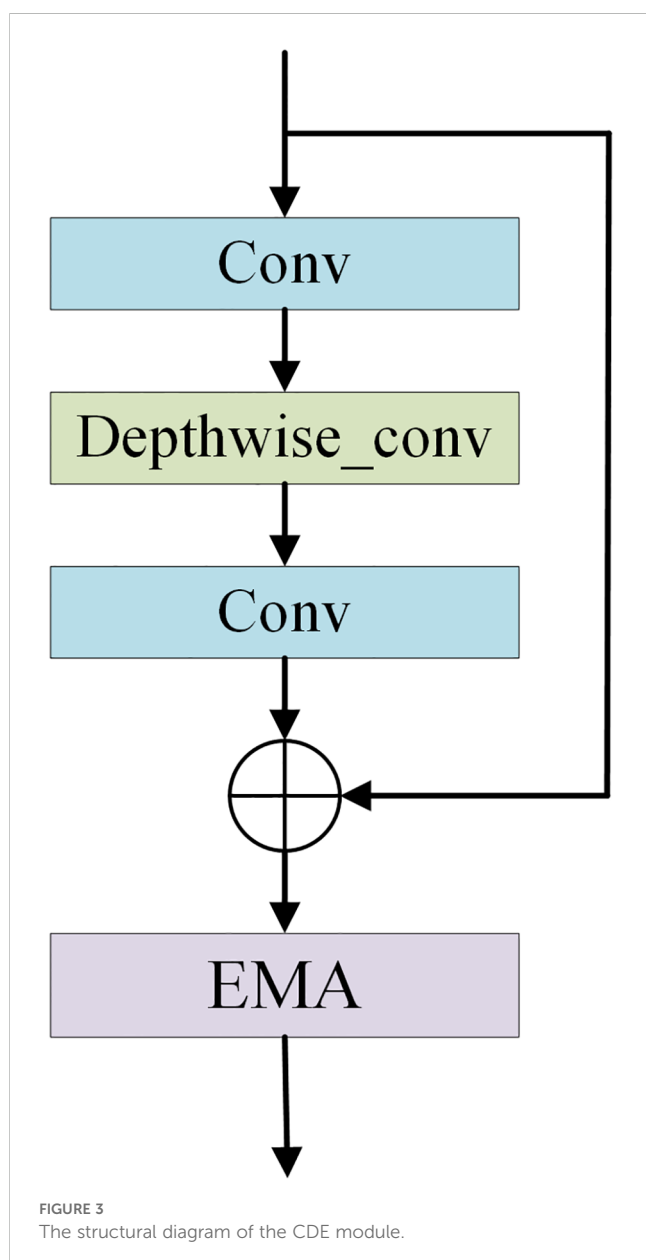 Conv
Depthwise_conv
Conv
EMA
FIGURE 3
The structural diagram of the CDE module.